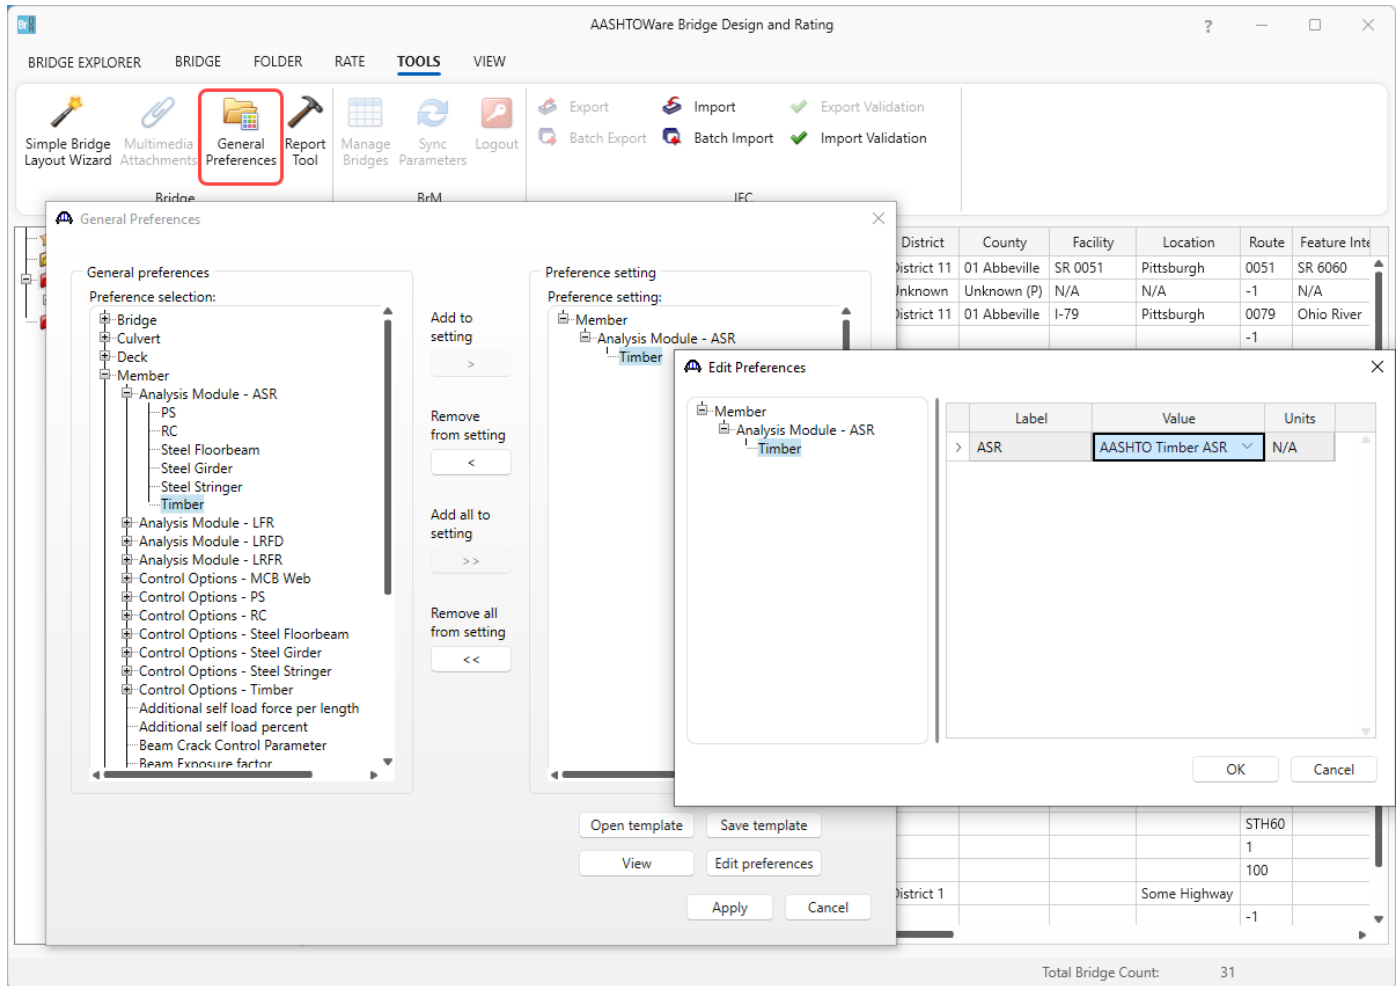 Br DR
AASHTOWare Bridge Design and Rating
?
BRIDGE EXPLORER BRIDGE FOLDER RATE TOOLS VIEW
Simple Bridge Layout Wizard
Multimedia Attachments
General Preferences
Report Tool
Manage Bridges
Sync Parameters
Logout
Export
Import
Export Validation
Batch Export
Batch Import
Import Validation
Bridge
BrM
IFC
General Preferences
General preferences
Preference selection:
Bridge
Culvert
Deck
Member
Analysis Module - ASR
PS
RC
Steel Floorbeam
Steel Girder
Steel Stringer
Timber
Analysis Module - LFR
Analysis Module - LRFD
Analysis Module - LRFR
Control Options - MCB Web
Control Options - PS
Control Options - RC
Control Options - Steel Floorbeam
Control Options - Steel Girder
Control Options - Steel Stringer
Control Options - Timber
Additional self load force per length
Additional self load percent
Beam Crack Control Parameter
Beam Exposure factor
Add to
setting
>
Remove
from setting
<
Add all to
setting
>>
Remove all
from setting
<<
Preference setting
Preference setting:
Member
Analysis Module - ASR
Timber
Open template Save template
View Edit preferences
Apply Cancel
District County Facility Location Route Feature Inte
District 11 01 Abbeville SR 0051 Pittsburgh 0051 SR 6060
Unknown Unknown (P) N/A N/A -1 N/A
District 11 01 Abbeville I-79 Pittsburgh 0079 Ohio River
-1
Edit Preferences
Member
Analysis Module - ASR
Timber
Label Value Units
> ASR AASHTO Timber ASR N/A
OK Cancel
STH60
1
100
District 1 Some Highway
-1
Total Bridge Count: 31